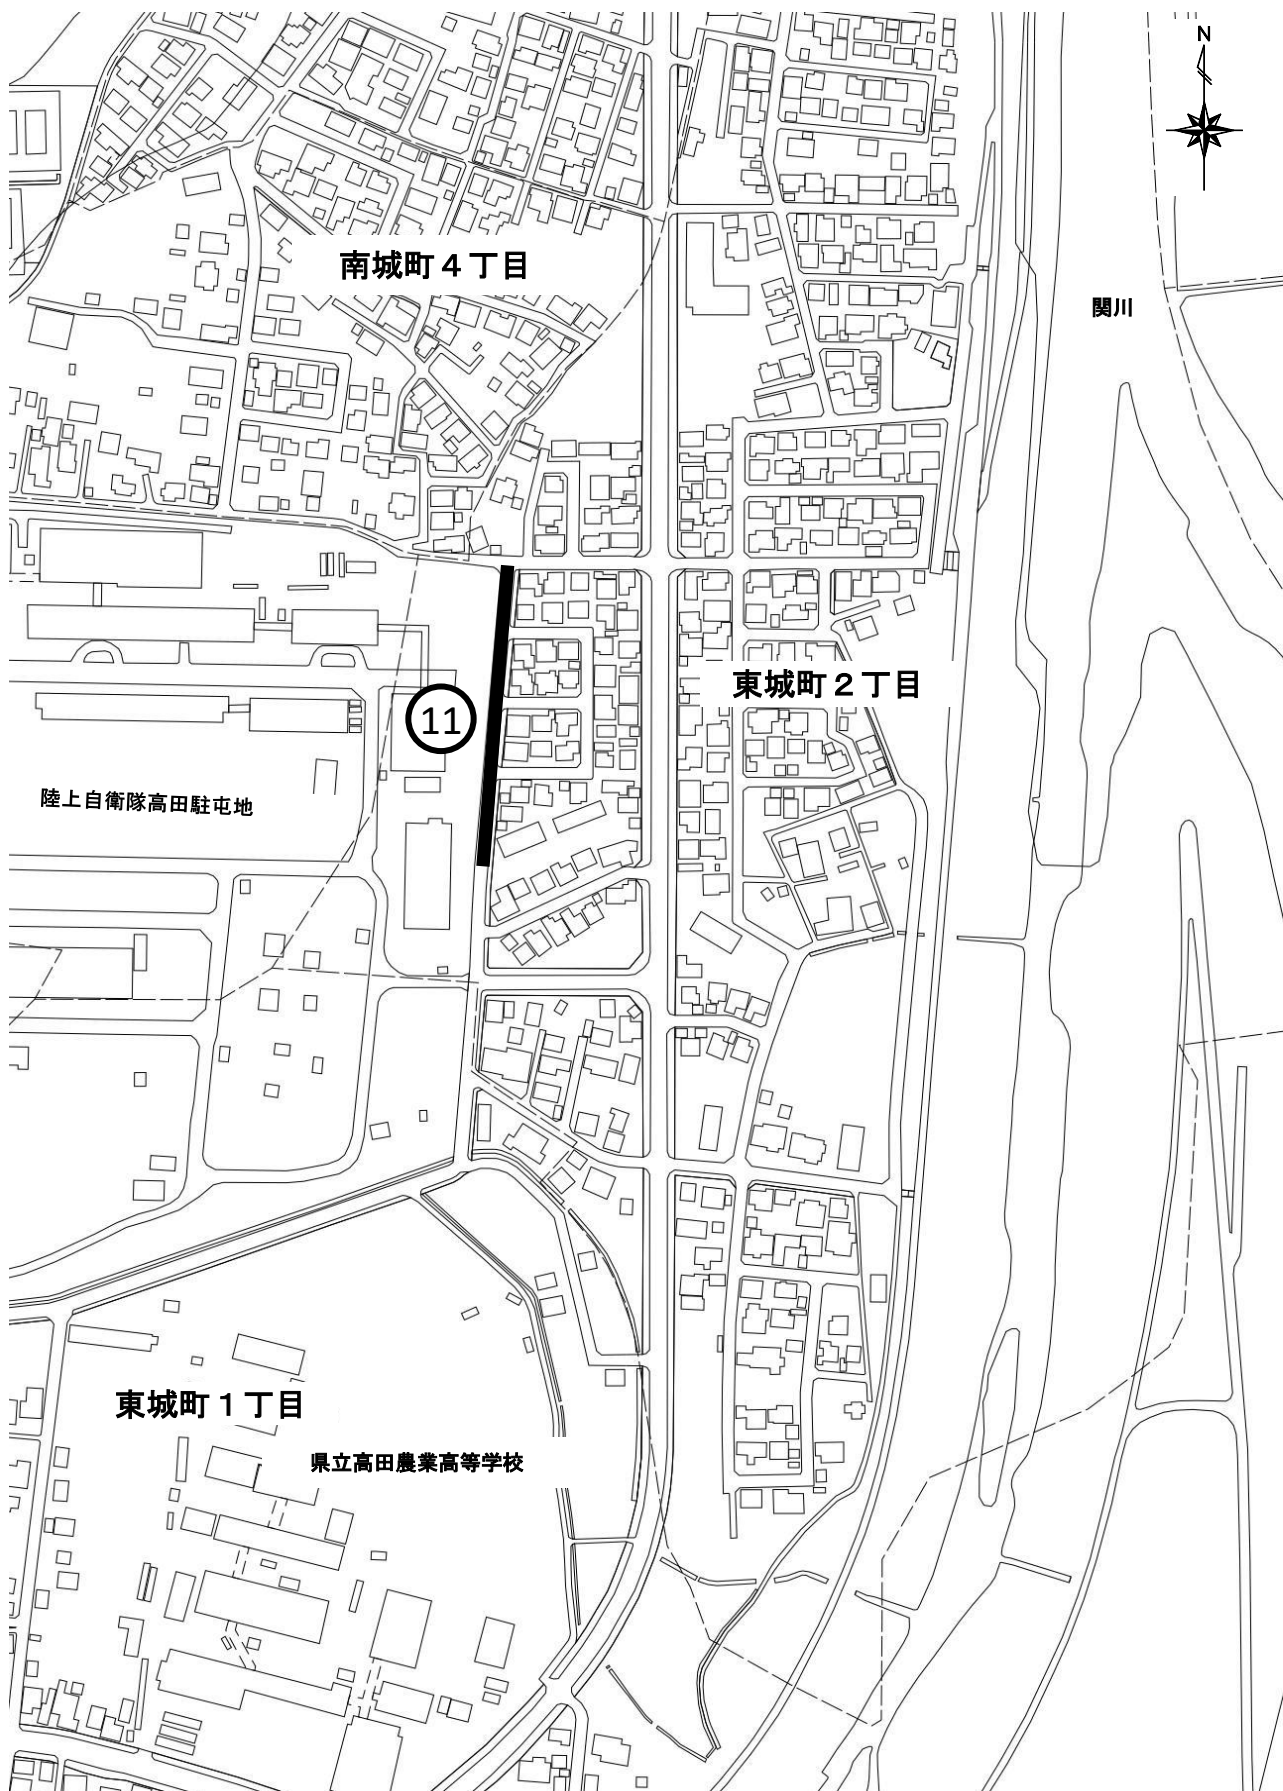 N
南城町４丁目
関川
東城町２丁目
11
陸上自衛隊高田駐屯地
東城町１丁目
県立高田農業高等学校